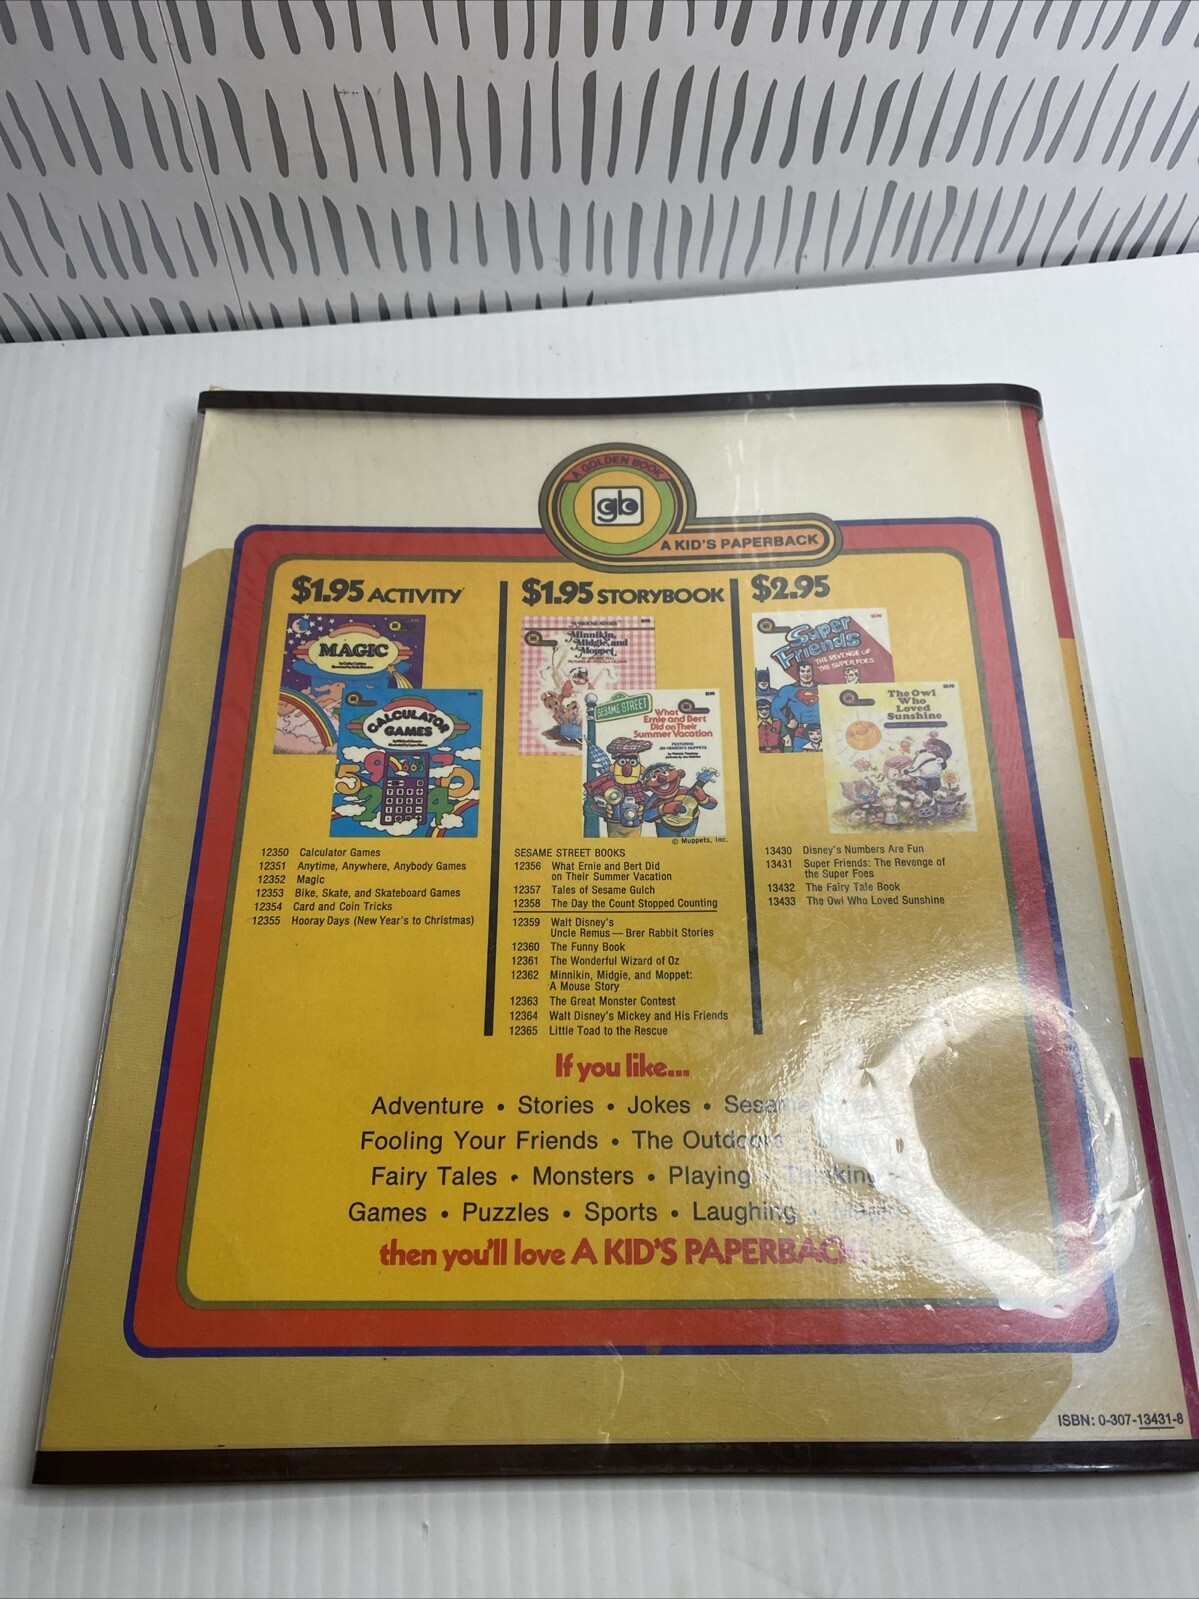 A GOLDEN BOOK
gb
A KID'S PAPERBACK
$1.95 ACTIVITY
MAGIC
CALCULATOR
GAMES
12350 Calculator Games
12351 Anytime, Anywhere, Anybody Games
12352 Magic
12353 Bike, Skate, and Skateboard Games
12354 Card and Coin Tricks
12355 Hooray Days (New Year's to Christmas)
$1.95 STORYBOOK
Minnikin,
Midgie, and
Moppet
SESAME STREET
What
Ernie and Bert
Did on Their
Summer Vacation
FEATURING
JIM HENSON'S MUPPETS
© Muppets, Inc.
SESAME STREET BOOKS
12356 What Ernie and Bert Did
on Their Summer Vacation
12357 Tales of Sesame Gulch
12358 The Day the Count Stopped Counting
12359 Walt Disney's
Uncle Remus — Brer Rabbit Stories
12360 The Funny Book
12361 The Wonderful Wizard of Oz
12362 Minnikin, Midgie, and Moppet:
A Mouse Story
12363 The Great Monster Contest
12364 Walt Disney's Mickey and His Friends
12365 Little Toad to the Rescue
$2.95
Super
Friends
THE REVENGE OF
THE SUPER FOES
The Owl
Who
Loved
Sunshine
13430 Disney's Numbers Are Fun
13431 Super Friends: The Revenge of
the Super Foes
13432 The Fairy Tale Book
13433 The Owl Who Loved Sunshine
If you like...
Adventure • Stories • Jokes • Sesame Street
Fooling Your Friends • The Outdoors • Disney
Fairy Tales • Monsters • Playing • Thinking •
Games • Puzzles • Sports • Laughing • Magic
then you'll love A KID'S PAPERBACK!
ISBN: 0-307-13431-8